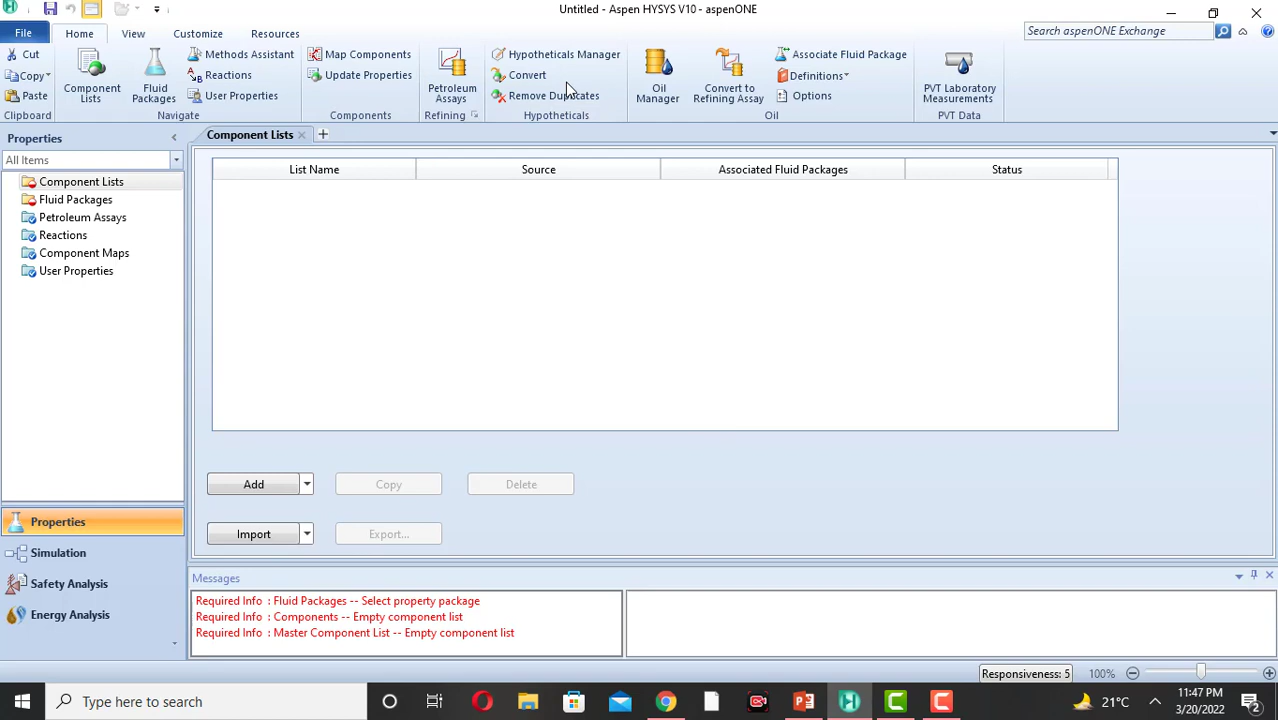 Untitled - Aspen HYSYS V10 - aspenONE
File
Home
View
Customize
Resources
Search aspenONE Exchange
Cut
Copy
Paste
Clipboard
Component
Lists
Fluid
Packages
Methods Assistant
Reactions
User Properties
Navigate
Map Components
Update Properties
Components
Petroleum
Assays
Refining
Hypotheticals Manager
Convert
Remove Duplicates
Hypotheticals
Oil
Manager
Convert to
Refining Assay
Associate Fluid Package
Definitions
Options
Oil
PVT Laboratory
Measurements
PVT Data
Properties
All Items
Component Lists
Fluid Packages
Petroleum Assays
Reactions
Component Maps
User Properties
Properties
Simulation
Safety Analysis
Energy Analysis
Component Lists
List Name
Source
Associated Fluid Packages
Status
Add
Copy
Delete
Import
Export...
Messages
Required Info : Fluid Packages -- Select property package
Required Info : Components -- Empty component list
Required Info : Master Component List -- Empty component list
Responsiveness: 5
100%
Type here to search
21°C
11:47 PM
3/20/2022
2